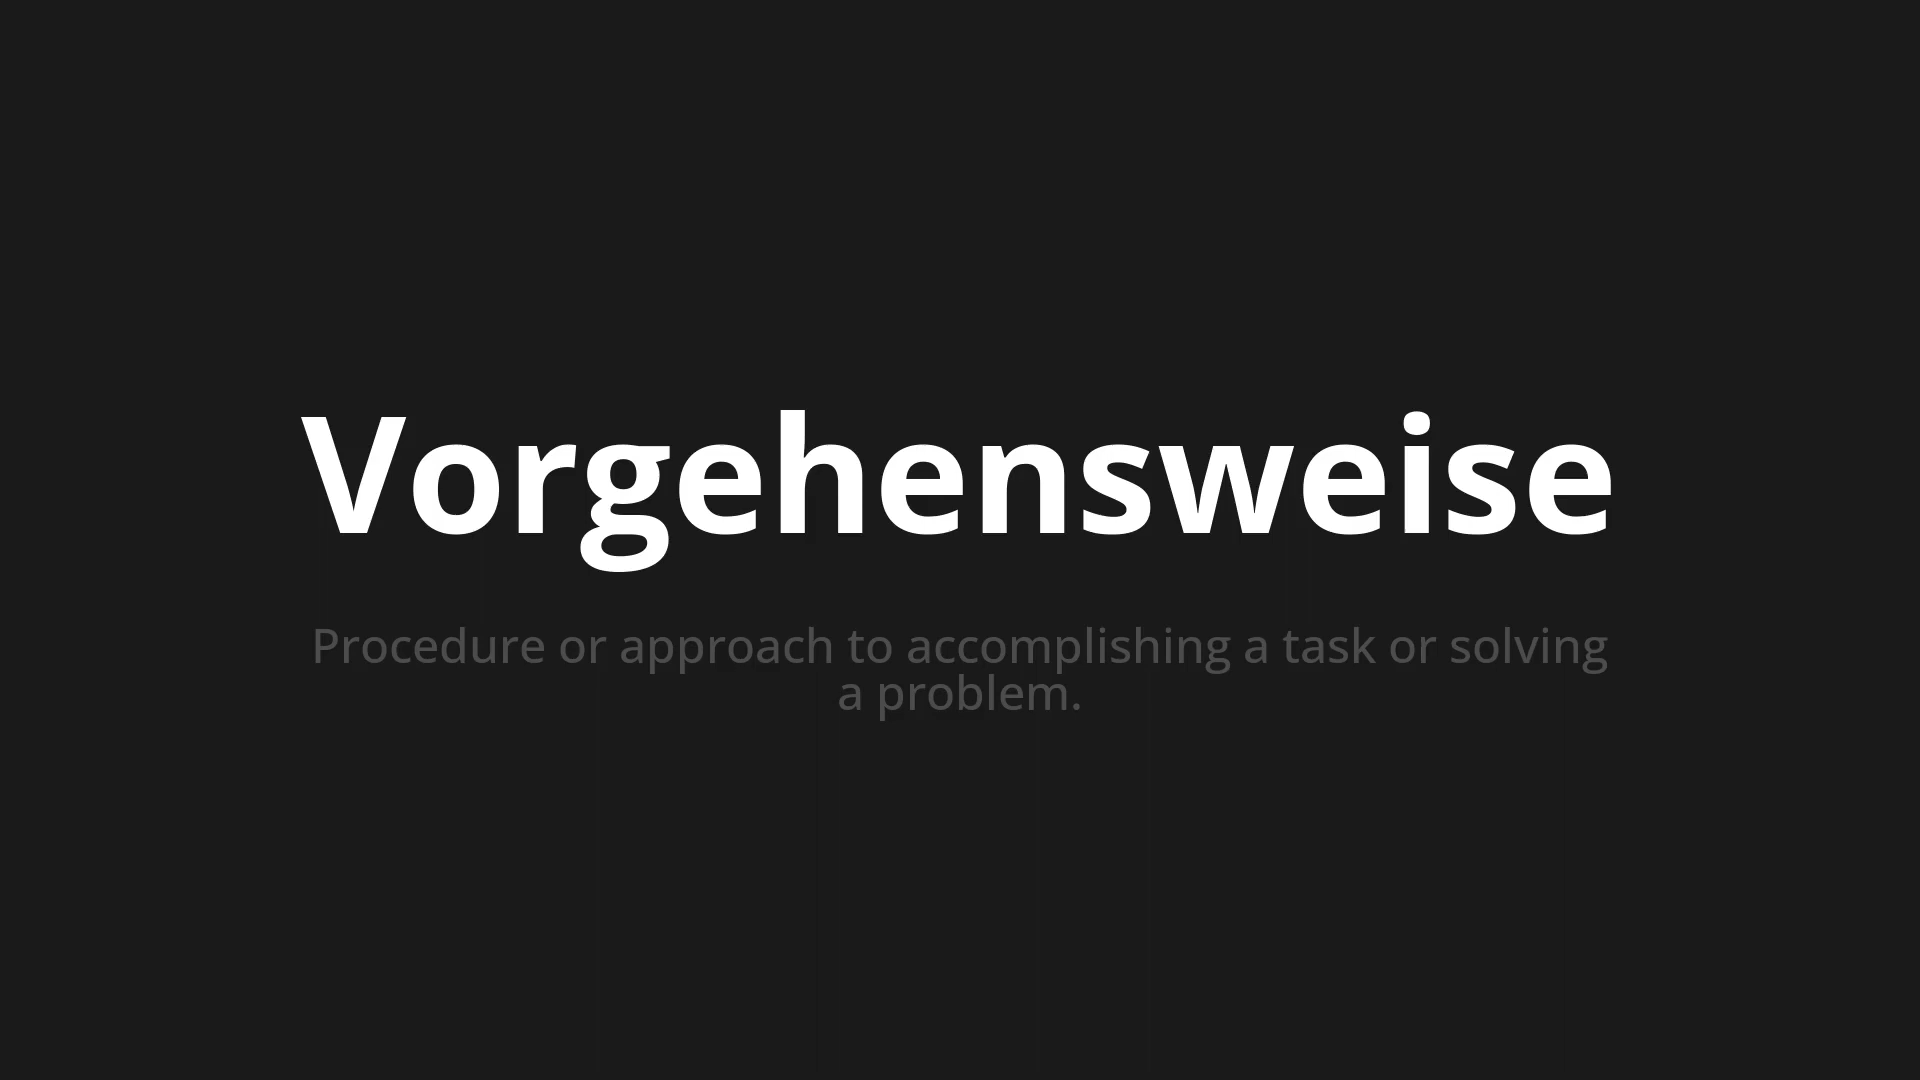 Vorgehensweise
Procedure or approach to accomplishing a task or solving
a problem.